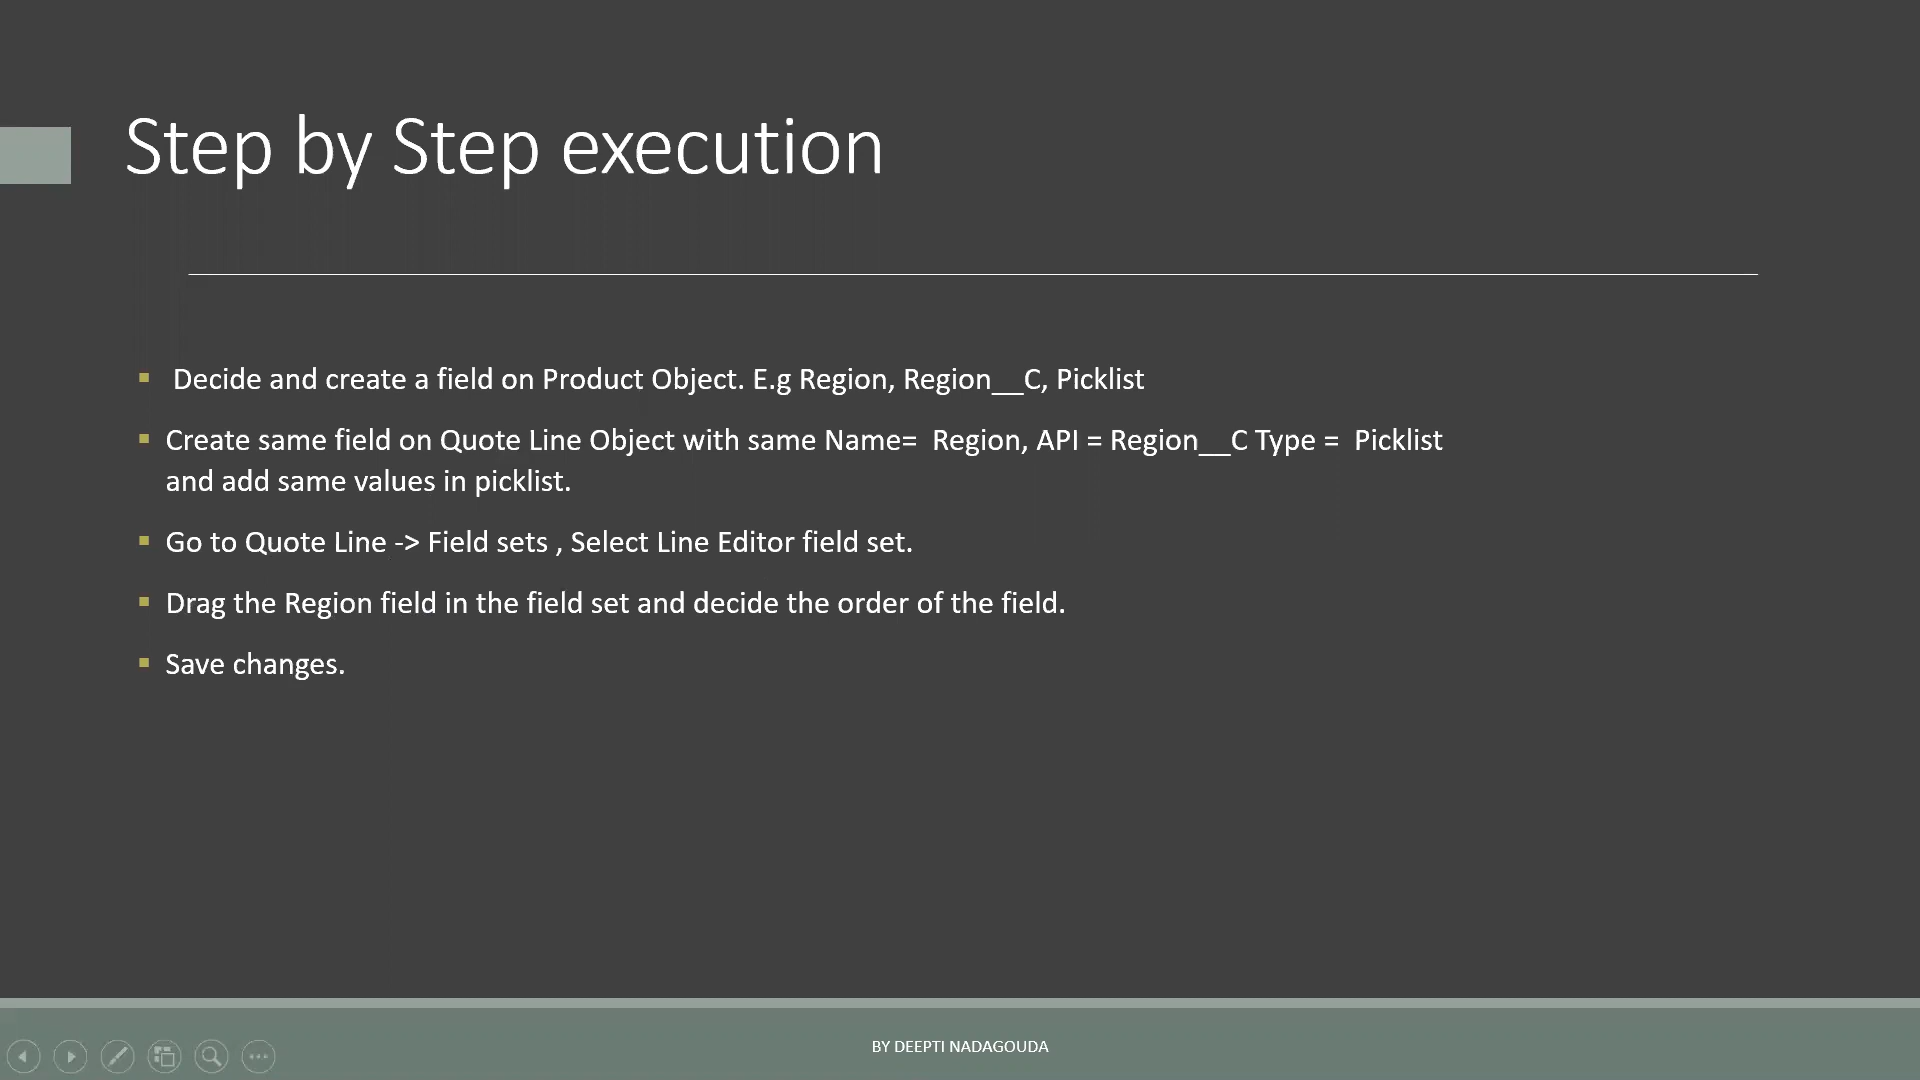 Step by Step execution
Decide and create a field on Product Object. E.g Region, Region__C, Picklist
Create same field on Quote Line Object with same Name=  Region, API = Region__C Type =  Picklist
and add same values in picklist.
Go to Quote Line -> Field sets , Select Line Editor field set.
Drag the Region field in the field set and decide the order of the field.
Save changes.
BY DEEPTI NADAGOUDA